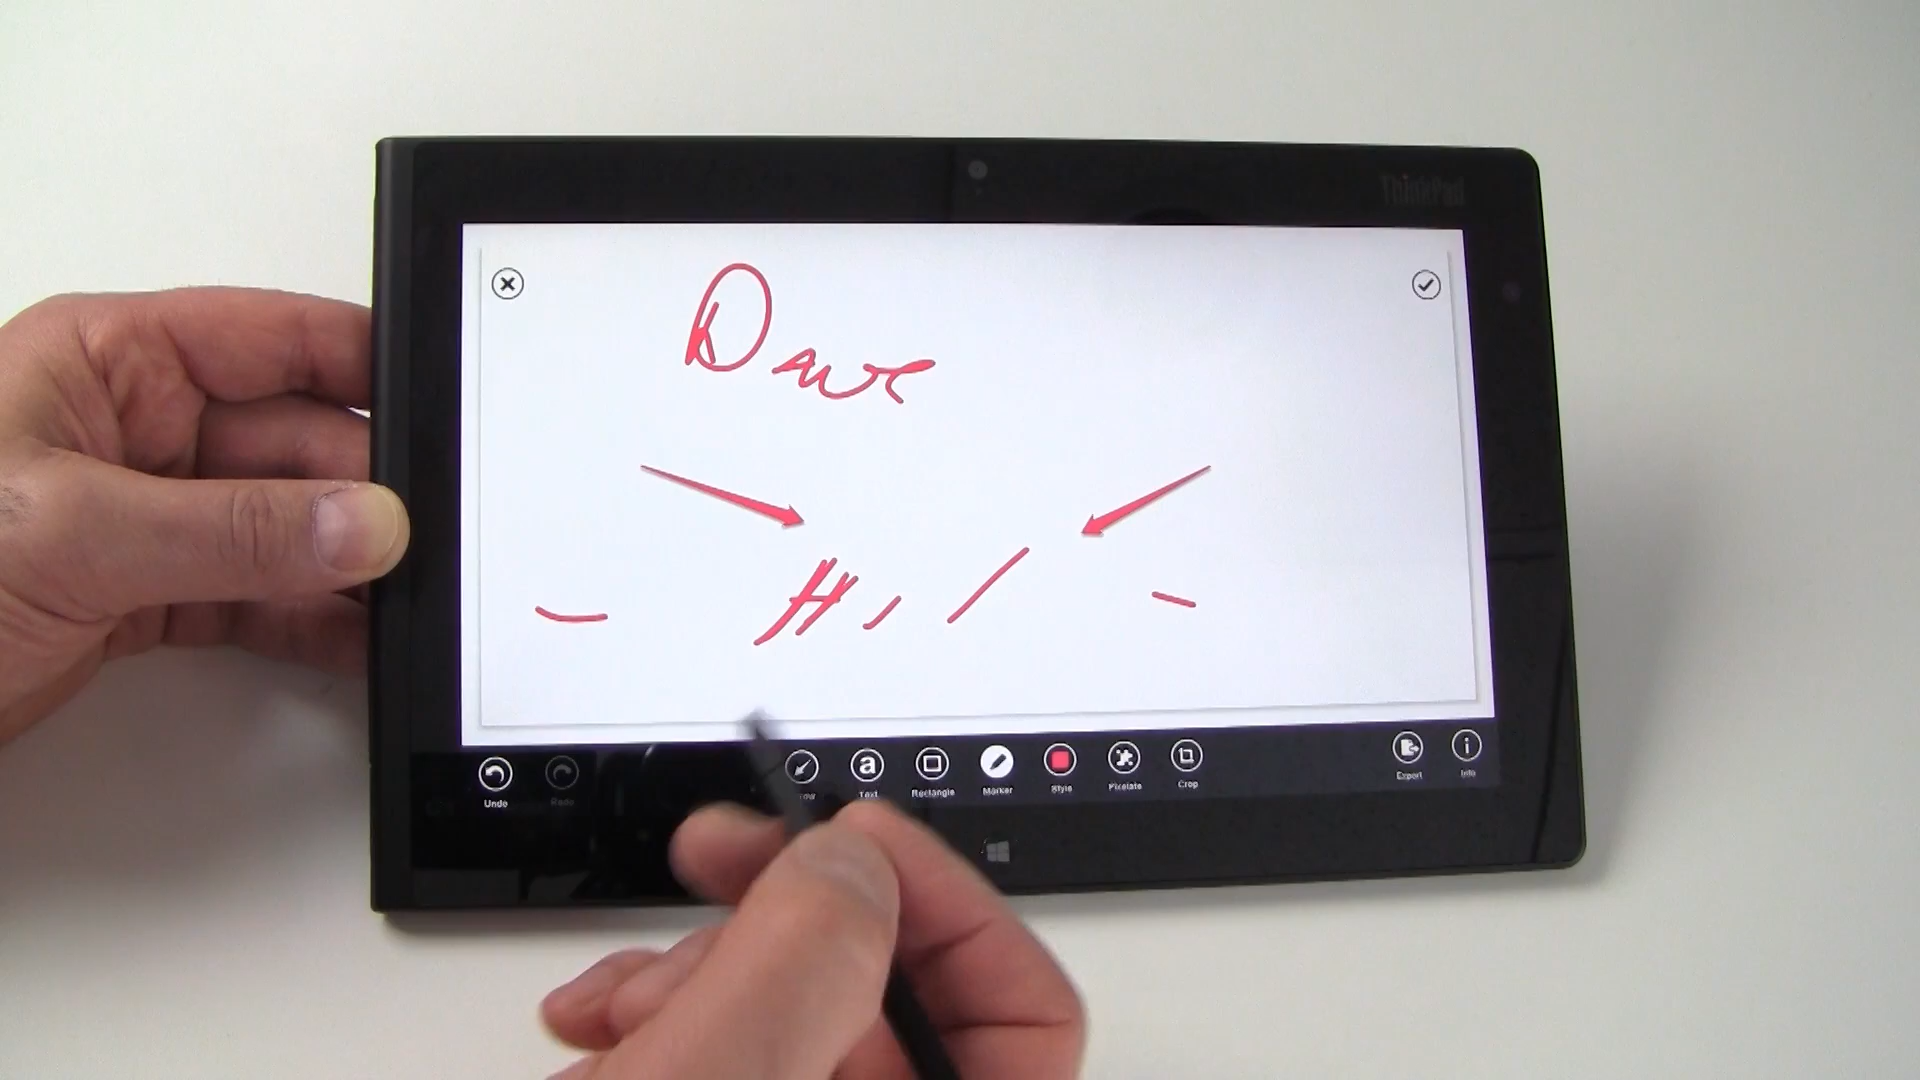 ThinkPad
Dave
Hi
Undo Redo Text Rectangle Marker Style Pixelate Crop Export Info